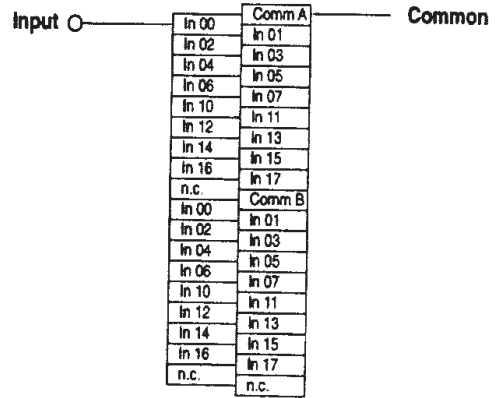 Input
In 00
In 02
In 04
In 06
In 10
In 12
In 14
In 16
n.c.
In 00
In 02
In 04
In 06
In 10
In 12
In 14
In 16
n.c.
Comm A
In 01
In 03
In 05
In 07
In 11
In 13
In 15
In 17
Comm B
In 01
In 03
In 05
In 07
In 11
In 13
In 15
In 17
n.c.
Common